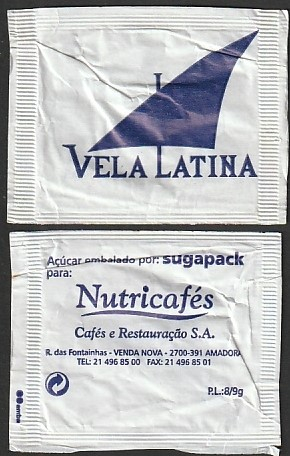 VELA LATINA
Açúcar embalado por: sugapack
para:
Nutricafés
Cafés e Restauração S.A.
R. das Fontainhas - VENDA NOVA - 2700-391 AMADORA
TEL: 21 496 85 00 FAX: 21 496 85 01
P.L.:8/9g
emba